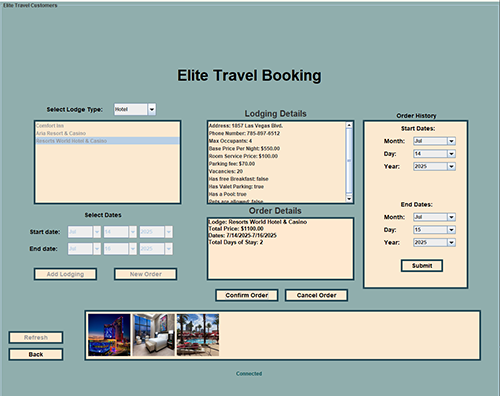 Elite Travel Customers
Elite Travel Booking
Select Lodge Type: Hotel
Comfort Inn
Aria Resort & Casino
Resorts World Hotel & Casino
Lodging Details
Address: 1857 Las Vegas Blvd.
Phone Number: 785-897-6512
Max Occupants: 4
Base Price Per Night: $550.00
Room Service Price: $100.00
Parking fee: $70.00
Vacancies: 20
Has free Breakfast: false
Has Valet Parking: true
Has a Pool: true
Pets are allowed: false
Order History
Start Dates:
Month: Jul
Day: 14
Year: 2025
End Dates:
Month: Jul
Day: 15
Year: 2025
Submit
Select Dates
Start date: Jul 14 2025
End date: Jul 16 2025
Add Lodging New Order
Order Details
Lodge: Resorts World Hotel & Casino
Total Price: $1100.00
Dates: 7/14/2025-7/16/2025
Total Days of Stay: 2
Confirm Order Cancel Order
Refresh
Back
Connected